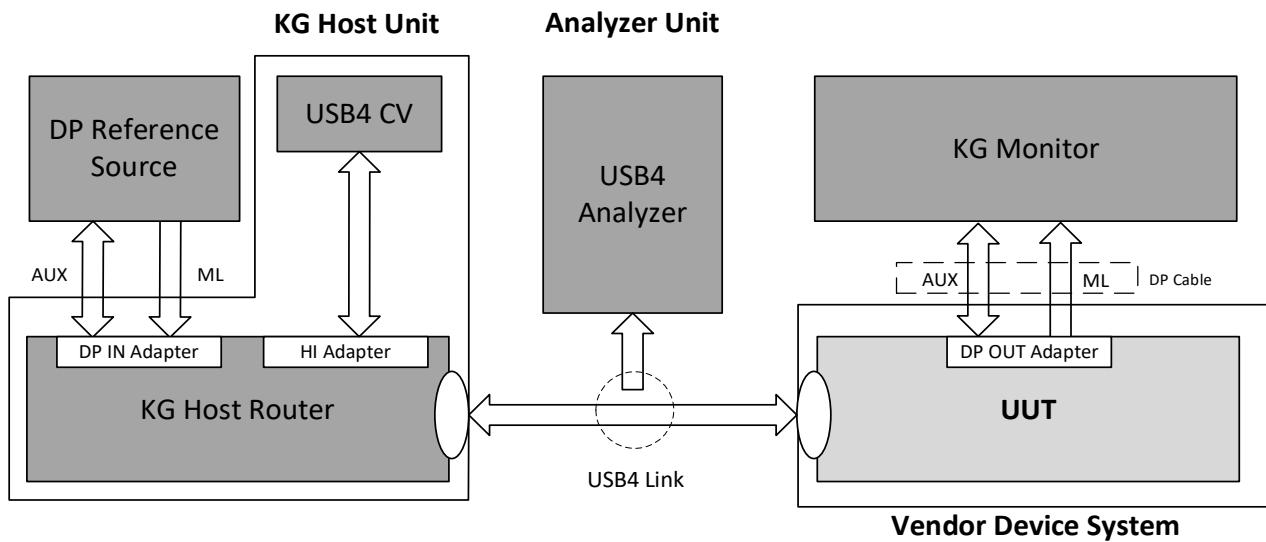 KG Host Unit
Analyzer Unit
DP Reference
Source
USB4 CV
USB4
Analyzer
KG Monitor
AUX
ML
AUX
ML
DP Cable
DP IN Adapter
HI Adapter
DP OUT Adapter
KG Host Router
UUT
USB4 Link
Vendor Device System